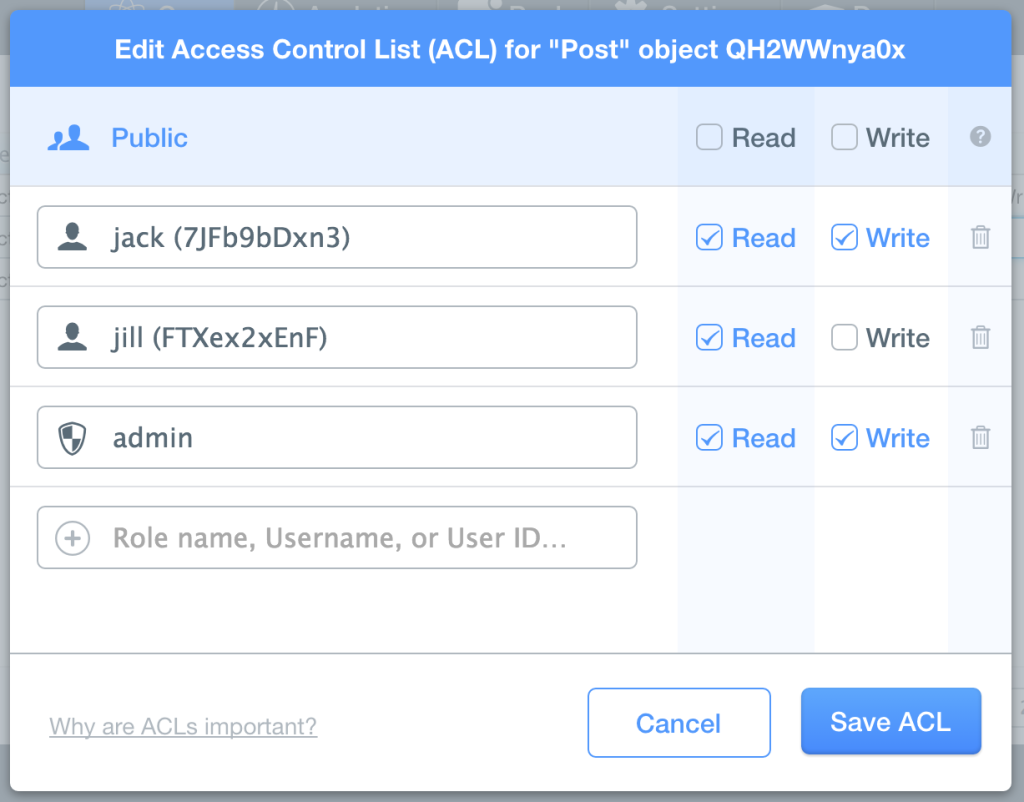 Edit Access Control List (ACL) for "Post" object QH2WWnya0x
Public Read Write ?
jack (7JFb9bDxn3) Read Write
jill (FTXex2xEnF) Read Write
admin Read Write
Role name, Username, or User ID...
Why are ACLs important? Cancel Save ACL